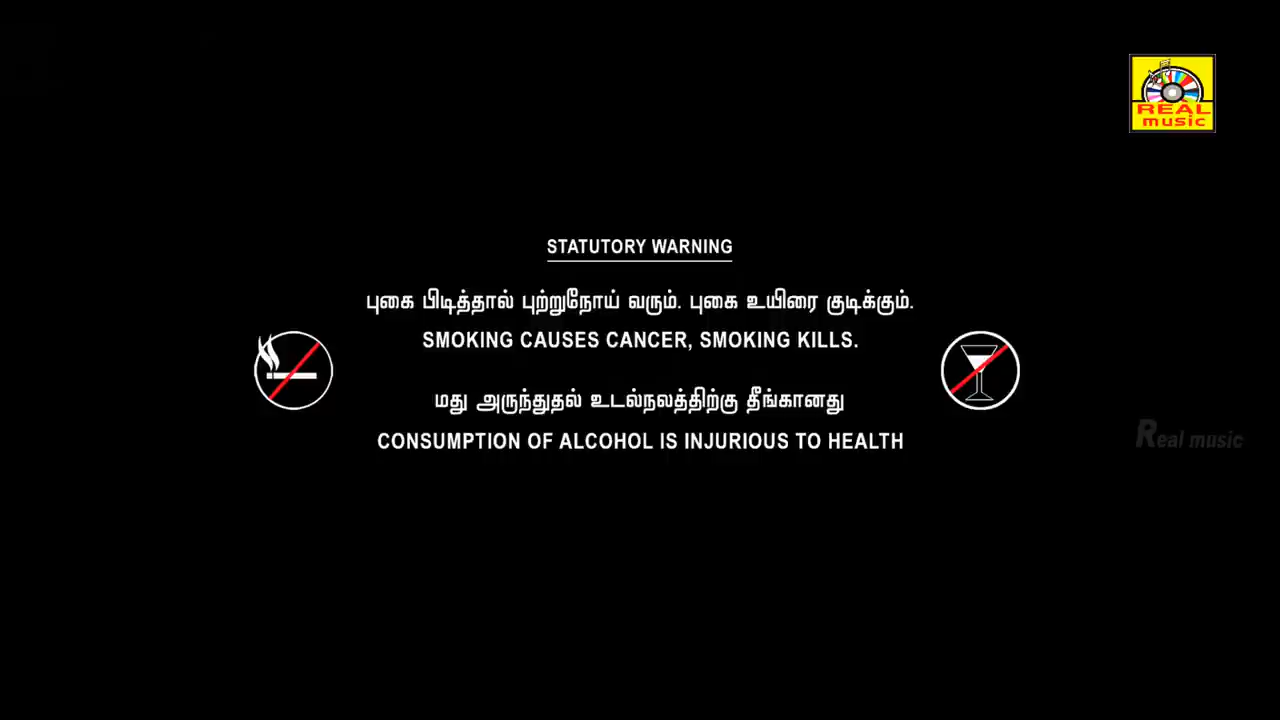 REAL
music
STATUTORY WARNING
புகை பிடித்தால் புற்றுநோய் வரும். புகை உயிரை குடிக்கும்.
SMOKING CAUSES CANCER, SMOKING KILLS.
மது அருந்துதல் உடல்நலத்திற்கு தீங்கானது
CONSUMPTION OF ALCOHOL IS INJURIOUS TO HEALTH
Real music